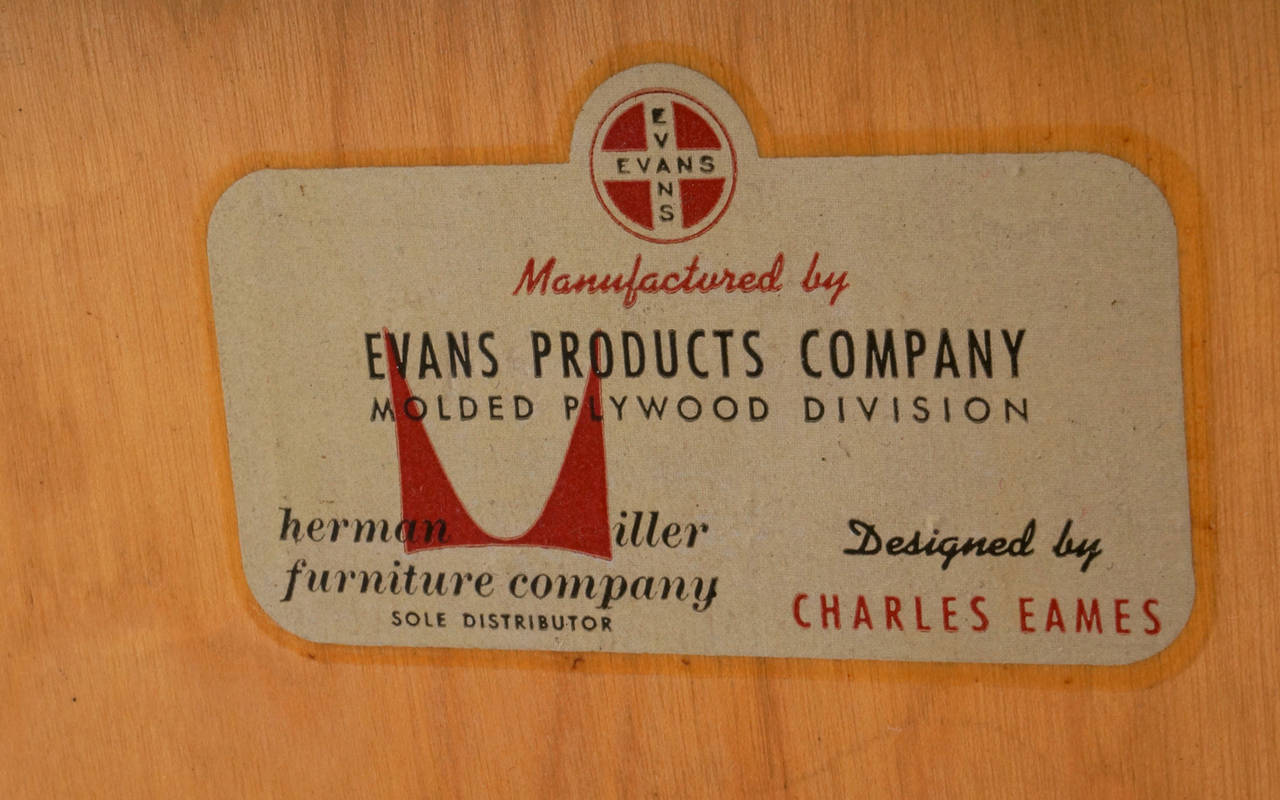 EVANS
EVANS
Manufactured by
EVANS PRODUCTS COMPANY
MOLDED PLYWOOD DIVISION
herman miller
furniture company
SOLE DISTRIBUTOR
Designed by
CHARLES EAMES